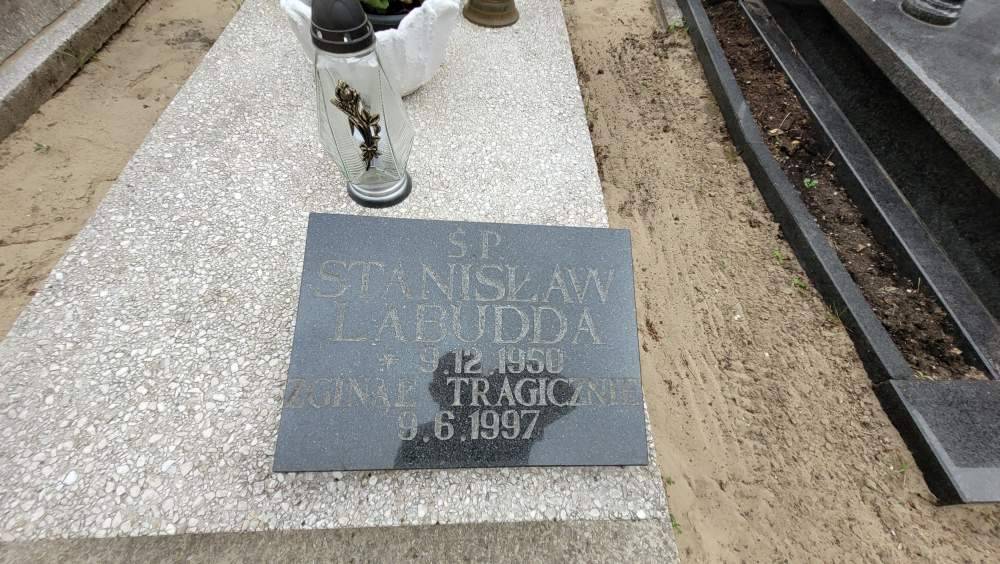 Ś.P.
STANISŁAW
LABUDDA
* 9.12.1950
ZGINĄŁ TRAGICZNIE
9.6.1997